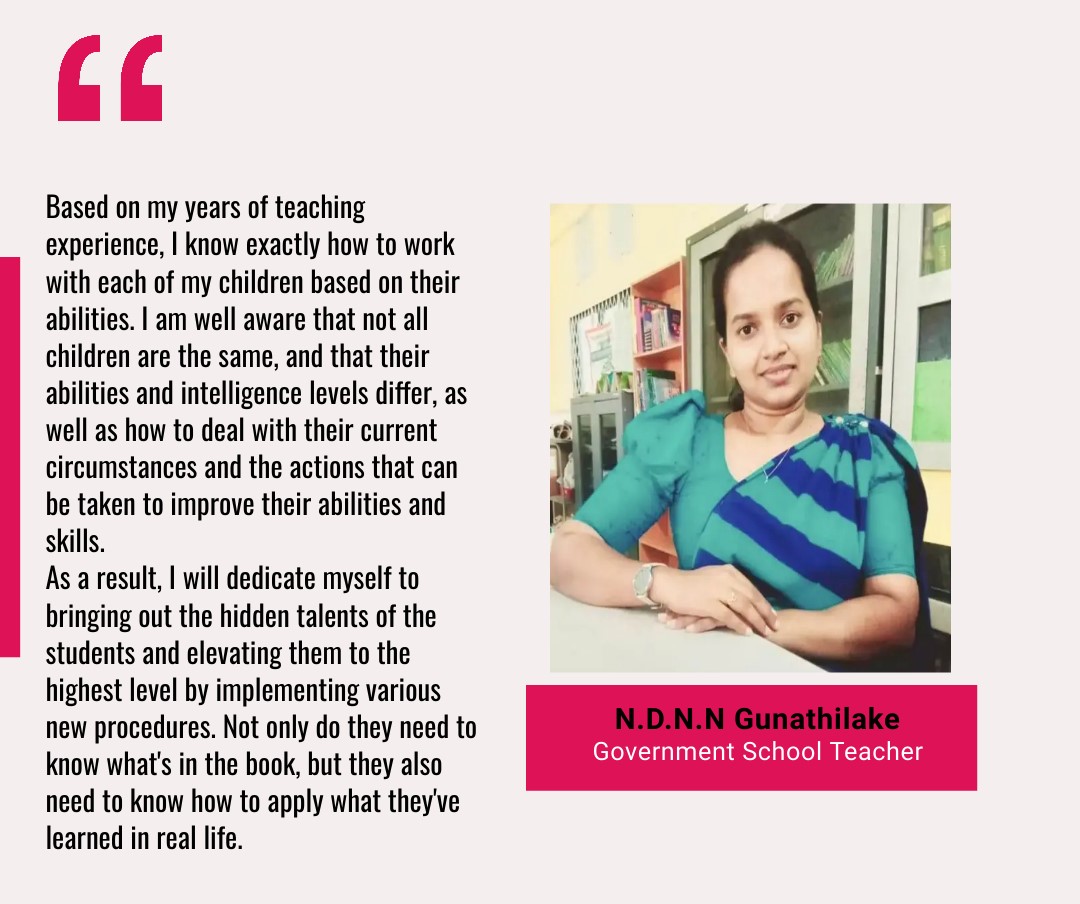 “
Based on my years of teaching
experience, I know exactly how to work
with each of my children based on their
abilities. I am well aware that not all
children are the same, and that their
abilities and intelligence levels differ, as
well as how to deal with their current
circumstances and the actions that can
be taken to improve their abilities and
skills.
As a result, I will dedicate myself to
bringing out the hidden talents of the
students and elevating them to the
highest level by implementing various
new procedures. Not only do they need to
know what's in the book, but they also
need to know how to apply what they've
learned in real life.
N.D.N.N Gunathilake
Government School Teacher